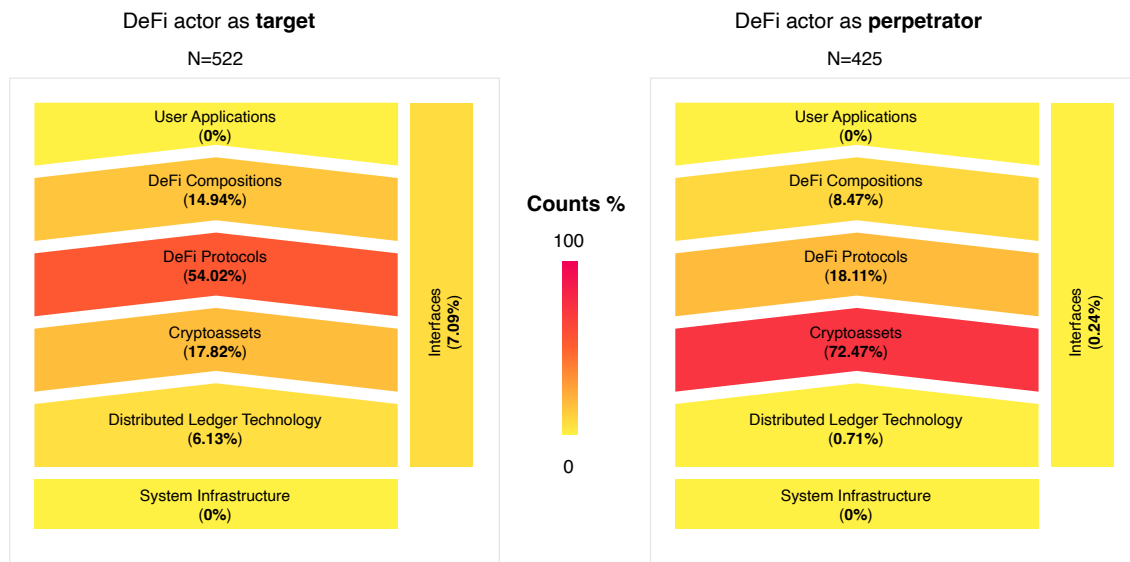 DeFi actor as target
N=522
User Applications
(0%)
DeFi Compositions
(14.94%)
DeFi Protocols
(54.02%)
Cryptoassets
(17.82%)
Distributed Ledger Technology
(6.13%)
System Infrastructure
(0%)
Interfaces
(7.09%)
Counts %
100
0
DeFi actor as perpetrator
N=425
User Applications
(0%)
DeFi Compositions
(8.47%)
DeFi Protocols
(18.11%)
Cryptoassets
(72.47%)
Distributed Ledger Technology
(0.71%)
System Infrastructure
(0%)
Interfaces
(0.24%)